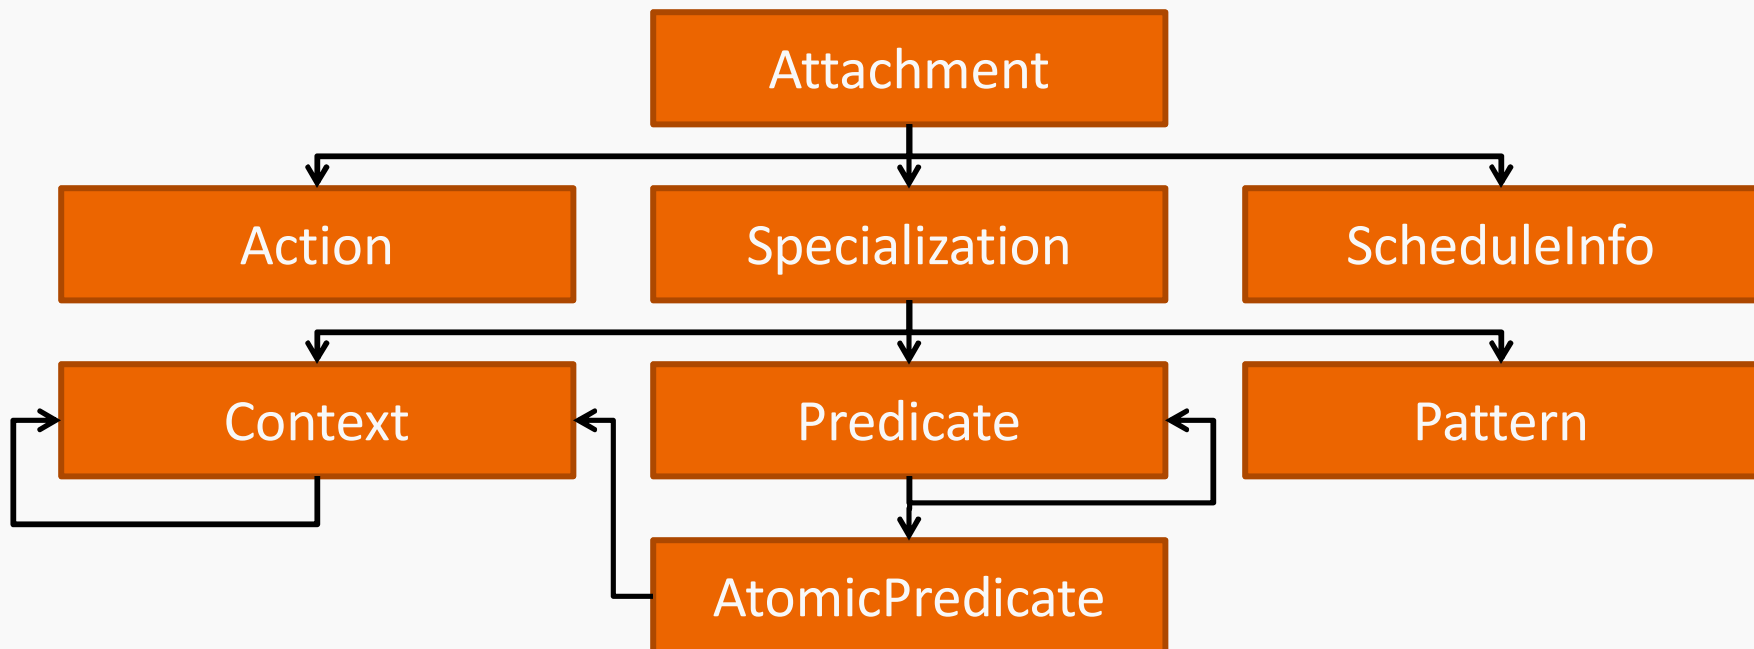 Attachment
Action
Specialization
ScheduleInfo
Context
Predicate
Pattern
AtomicPredicate